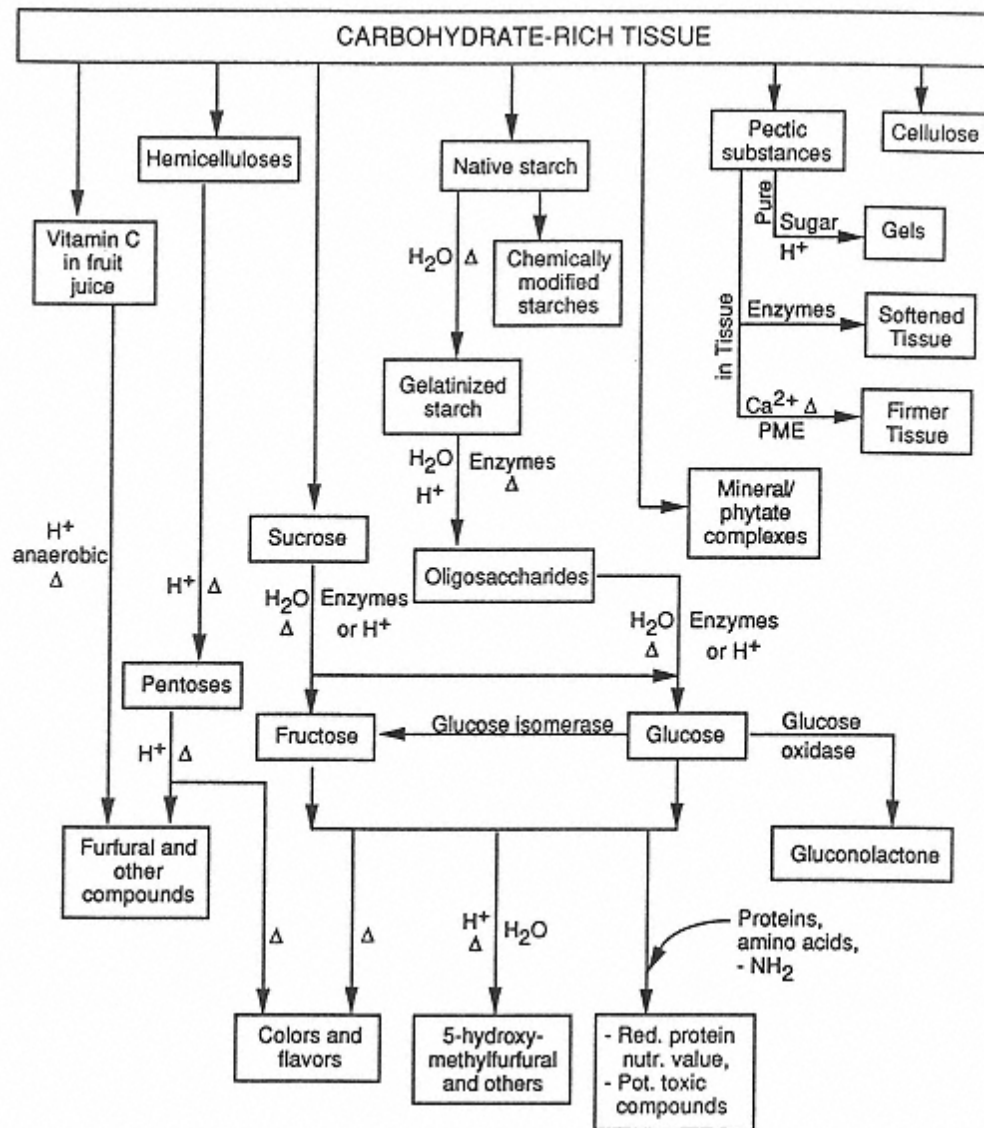 CARBOHYDRATE-RICH TISSUE
Hemicelluloses
Native starch
Pectic
substances
Cellulose
Vitamin C
in fruit
juice
H₂O Δ
Chemically
modified
starches
Pure
Sugar
H⁺
Gels
in Tissue
Enzymes
Softened
Tissue
Gelatinized
starch
Ca²⁺ Δ
PME
Firmer
Tissue
H₂O Enzymes
H⁺ Δ
Mineral/
phytate
complexes
Sucrose
H⁺
anaerobic
Δ
Oligosaccharides
H⁺ Δ
H₂O Enzymes
Δ or H⁺
H₂O Enzymes
Δ or H⁺
Pentoses
Fructose
Glucose isomerase
Glucose
Glucose
oxidase
H⁺ Δ
Furfural and
other
compounds
Gluconolactone
Δ
Δ
H⁺ H₂O
Δ
Proteins,
amino acids,
- NH₂
Colors and
flavors
5-hydroxy-
methylfurfural
and others
- Red. protein
nutr. value,
- Pot. toxic
compounds